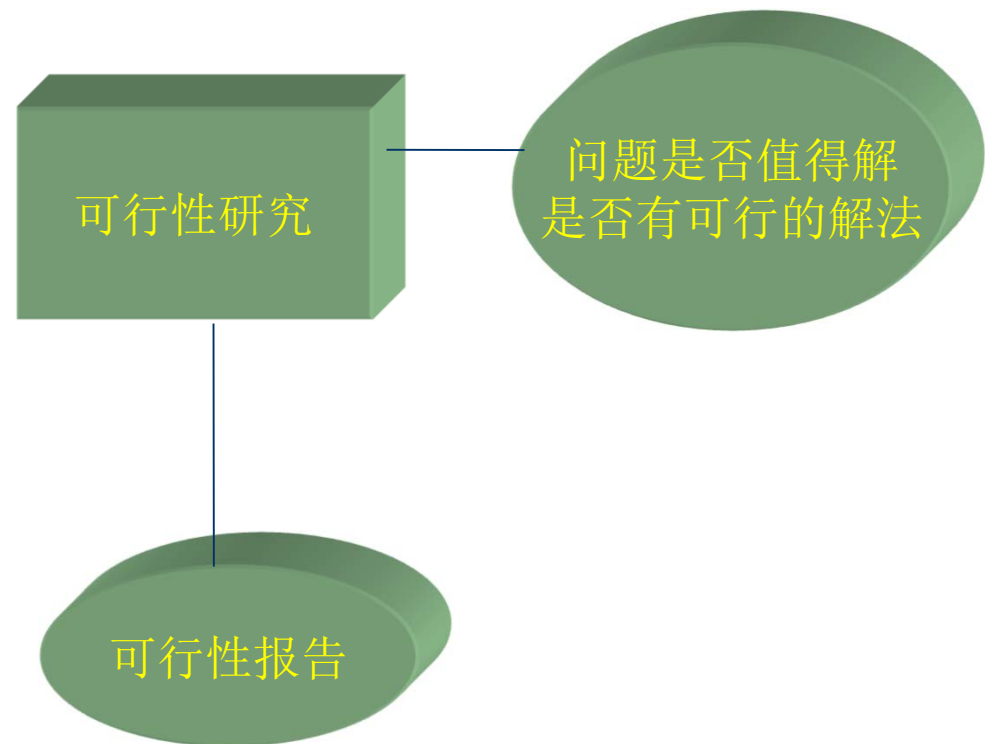 问题是否值得解
是否有可行的解法
可行性研究
可行性报告